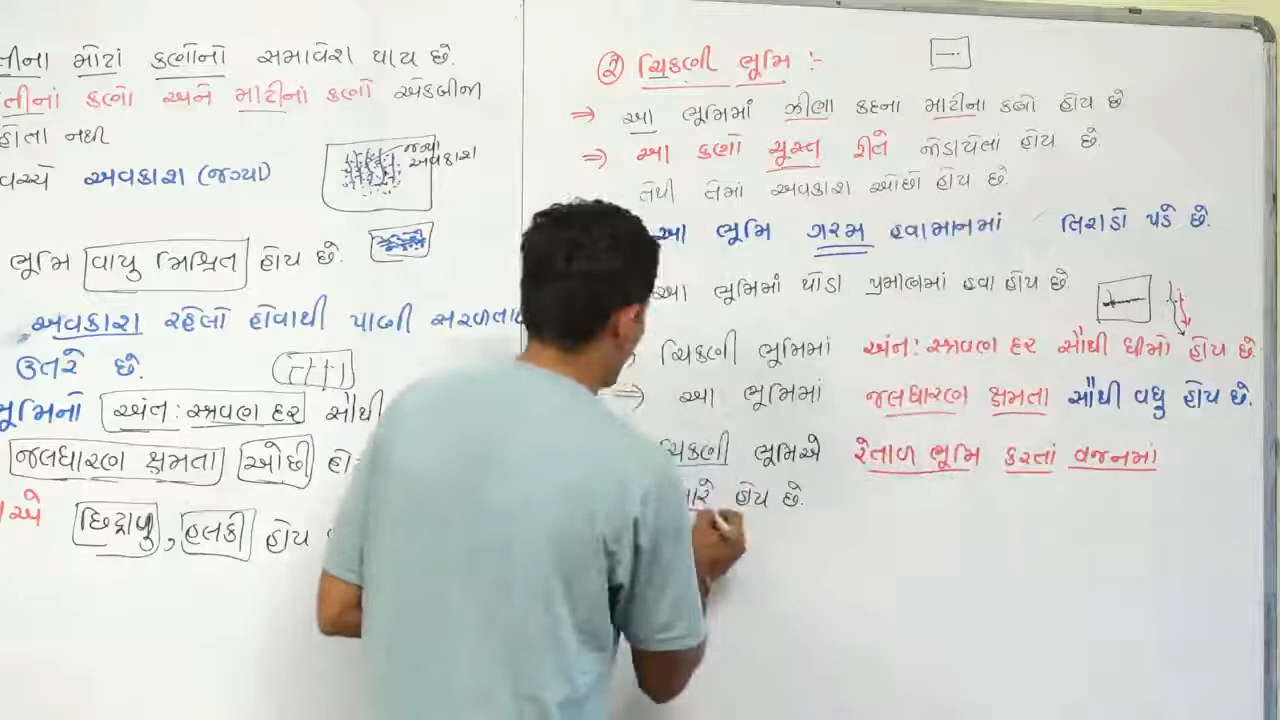 મોટાં કણોનો સમાવેશ થાય છે.
કણો અને માટીનાં કણો એકબીજા
હોતા નથી
અવકાશ (જગ્યા)
જગ્યા
અવકાશ
ભૂમિ વાયુ મિશ્રિત હોય છે.
અવકાશ રહેલો હોવાથી પાણી
ઉતરે છે.
અંત: સ્ત્રવણ દર સૌથી
જલધારણ ક્ષમતા ઓછી
છિદ્રાળુ, હલકી હોય
② ચિકણી ભૂમિ :-
⇒ આ ભૂમિમાં ઝીણા કદનાં માટીના કણો હોય છે
⇒ આ કણો ચૂસ્ત રીતે જોડાયેલાં હોય છે.
તેથી તેમાં અવકાશ ઓછો હોય છે.
આ ભૂમિ ગરમ હવામાનમાં તિરાડો પડે છે.
આ ભૂમિમાં થોડા પ્રમાણમાં હવા હોય છે.
ચિકણી ભૂમિમાં અંત: સ્ત્રવણ દર સૌથી ધીમો હોય છે.
⇒ આ ભૂમિમાં જલધારણ ક્ષમતા સૌથી વધુ હોય છે.
ચિકણી ભૂમિએ રેતાળ ભૂમિ કરતાં વજનમાં
હોય છે.